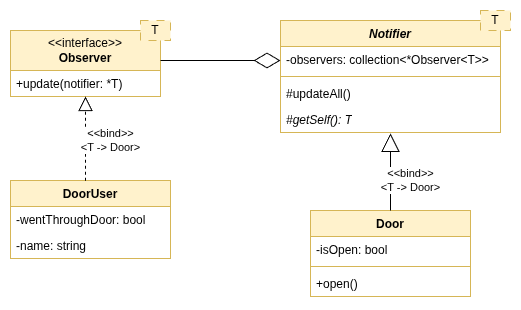 T
<<interface>>
Observer
+update(notifier: *T)
T
Notifier
-observers: collection<*Observer<T>>
#updateAll()
#getSelf(): T
<<bind>>
<T -> Door>
<<bind>>
<T -> Door>
DoorUser
-wentThroughDoor: bool
-name: string
Door
-isOpen: bool
+open()